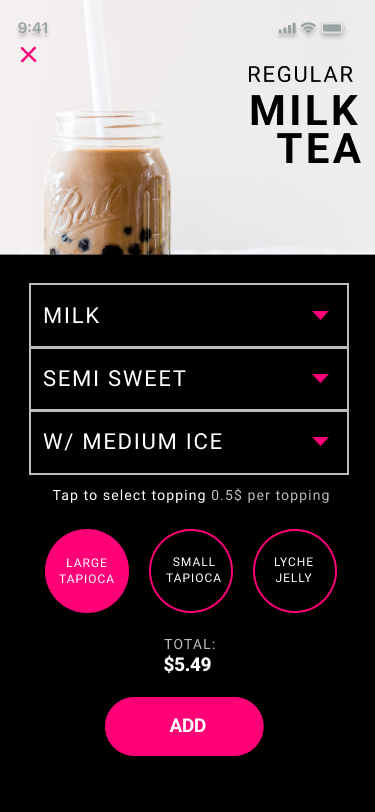 9:41
REGULAR
MILK
TEA
Ball
MILK
SEMI SWEET
W/ MEDIUM ICE
Tap to select topping 0.5$ per topping
LARGE
TAPIOCA
SMALL
TAPIOCA
LYCHE
JELLY
TOTAL:
$5.49
ADD